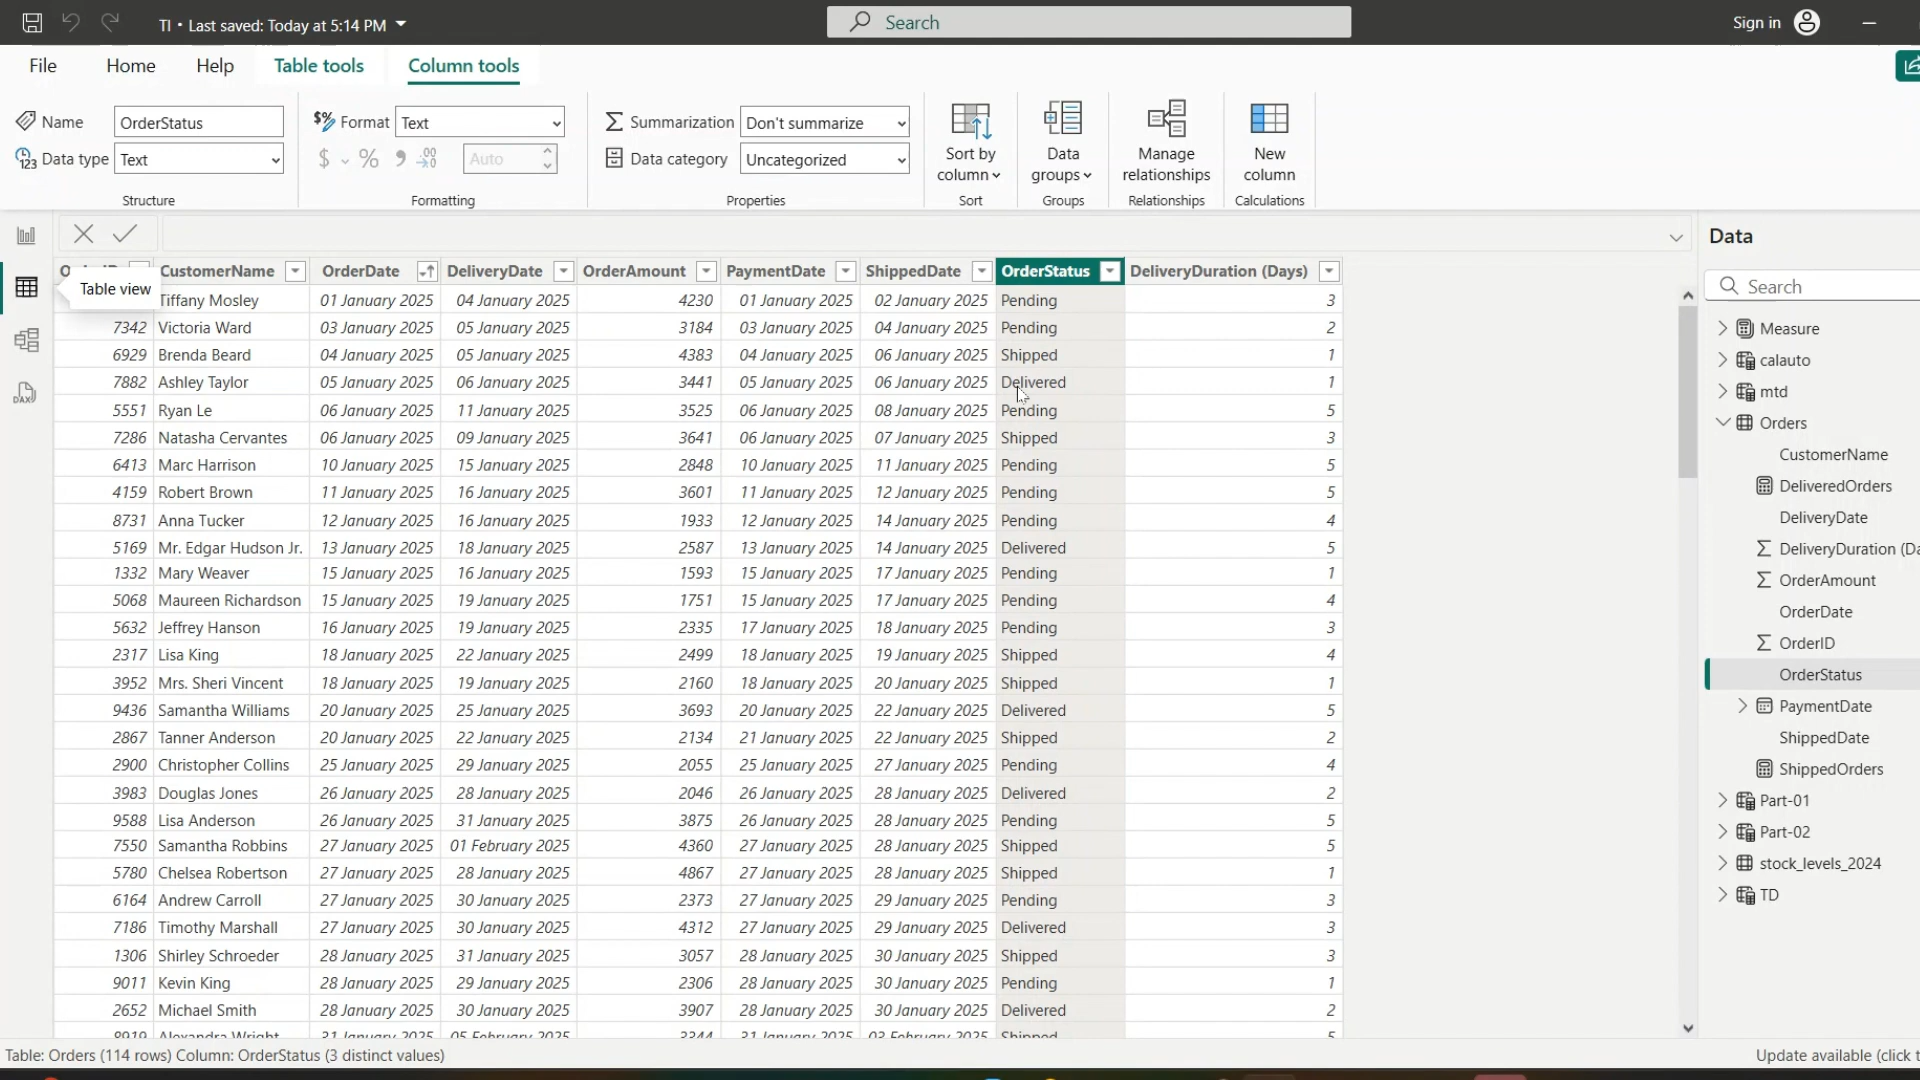 TI • Last saved: Today at 5:14 PM
Search
Sign in
File Home Help Table tools Column tools
Name OrderStatus
Data type Text
Structure
Format Text
$ % 9 .00 Auto
Formatting
Summarization Don't summarize
Data category Uncategorized
Properties
Sort by column
Sort
Data groups
Groups
Manage relationships
Relationships
New column
Calculations
CustomerName OrderDate DeliveryDate OrderAmount PaymentDate ShippedDate OrderStatus DeliveryDuration (Days)
Table view
Tiffany Mosley 01 January 2025 04 January 2025 4230 01 January 2025 02 January 2025 Pending 3
7342 Victoria Ward 03 January 2025 05 January 2025 3184 03 January 2025 04 January 2025 Pending 2
6929 Brenda Beard 04 January 2025 05 January 2025 4383 04 January 2025 06 January 2025 Shipped 1
7882 Ashley Taylor 05 January 2025 06 January 2025 3441 05 January 2025 06 January 2025 Delivered 1
5551 Ryan Le 06 January 2025 11 January 2025 3525 06 January 2025 08 January 2025 Pending 5
7286 Natasha Cervantes 06 January 2025 09 January 2025 3641 06 January 2025 07 January 2025 Shipped 3
6413 Marc Harrison 10 January 2025 15 January 2025 2848 10 January 2025 11 January 2025 Pending 5
4159 Robert Brown 11 January 2025 16 January 2025 3601 11 January 2025 12 January 2025 Pending 5
8731 Anna Tucker 12 January 2025 16 January 2025 1933 12 January 2025 14 January 2025 Pending 4
5169 Mr. Edgar Hudson Jr. 13 January 2025 18 January 2025 2587 13 January 2025 14 January 2025 Delivered 5
1332 Mary Weaver 15 January 2025 16 January 2025 1593 15 January 2025 17 January 2025 Pending 1
5068 Maureen Richardson 15 January 2025 19 January 2025 1751 15 January 2025 17 January 2025 Pending 4
5632 Jeffrey Hanson 16 January 2025 19 January 2025 2335 17 January 2025 18 January 2025 Pending 3
2317 Lisa King 18 January 2025 22 January 2025 2499 18 January 2025 19 January 2025 Shipped 4
3952 Mrs. Sheri Vincent 18 January 2025 19 January 2025 2160 18 January 2025 20 January 2025 Shipped 1
9436 Samantha Williams 20 January 2025 25 January 2025 3693 20 January 2025 22 January 2025 Delivered 5
2867 Tanner Anderson 20 January 2025 22 January 2025 2134 21 January 2025 22 January 2025 Shipped 2
2900 Christopher Collins 25 January 2025 29 January 2025 2055 25 January 2025 27 January 2025 Pending 4
3983 Douglas Jones 26 January 2025 28 January 2025 2046 26 January 2025 28 January 2025 Delivered 2
9588 Lisa Anderson 26 January 2025 31 January 2025 3875 26 January 2025 28 January 2025 Pending 5
7550 Samantha Robbins 27 January 2025 01 February 2025 4360 27 January 2025 28 January 2025 Shipped 5
5780 Chelsea Robertson 27 January 2025 28 January 2025 4867 27 January 2025 28 January 2025 Shipped 1
6164 Andrew Carroll 27 January 2025 30 January 2025 2373 27 January 2025 29 January 2025 Pending 3
7186 Timothy Marshall 27 January 2025 30 January 2025 4312 27 January 2025 29 January 2025 Delivered 3
1306 Shirley Schroeder 28 January 2025 31 January 2025 3057 28 January 2025 30 January 2025 Shipped 3
9011 Kevin King 28 January 2025 29 January 2025 2306 28 January 2025 30 January 2025 Pending 1
2652 Michael Smith 28 January 2025 30 January 2025 3907 28 January 2025 30 January 2025 Delivered 2
8919 Alexandra Wright 31 January 2025 05 February 2025 3344 31 January 2025 03 February 2025 Shipped 5
Data
Search
Measure
calauto
mtd
Orders
CustomerName
DeliveredOrders
DeliveryDate
DeliveryDuration (Da
OrderAmount
OrderDate
OrderID
OrderStatus
PaymentDate
ShippedDate
ShippedOrders
Part-01
Part-02
stock_levels_2024
TD
Table: Orders (114 rows) Column: OrderStatus (3 distinct values)
Update available (click t